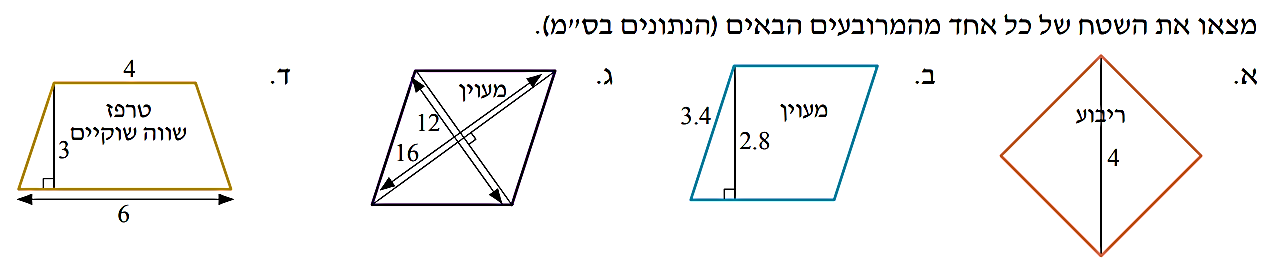 מצאו את השטח של כל אחד מהמרובעים הבאים (הנתונים בס"מ).
א.
ריבוע
4
ב.
מעוין
3.4
2.8
ג.
מעוין
12
16
ד.
4
טרפז
שווה שוקיים
3
6